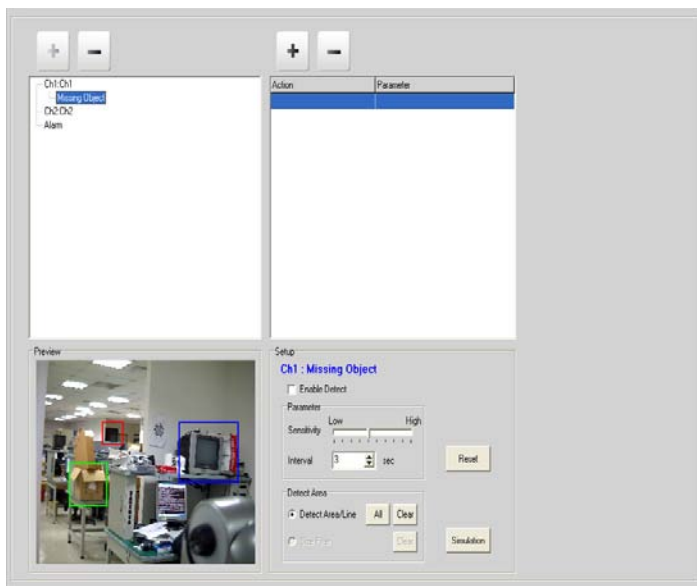 Ch1:Ch1
Missing Object
Ch2:Ch2
Alarm
Action Parameter
Preview
Setup
Ch1 : Missing Object
Enable Detect
Parameter
Low High
Sensitivity
Interval 3 sec
Reset
Detect Area
Detect Area/Line All Clear
Clear
Simulation